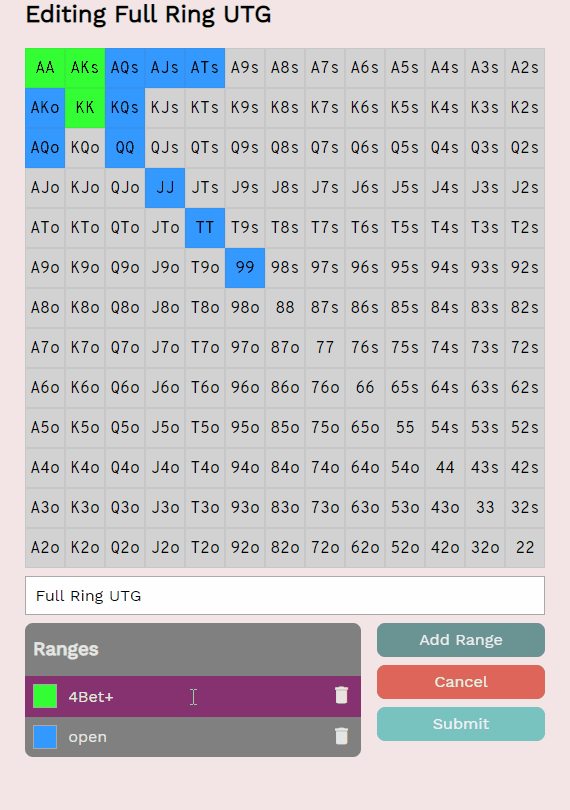 Editing Full Ring UTG
AA AKs AQs AJs ATs A9s A8s A7s A6s A5s A4s A3s A2s
AKo KK KQs KJs KTs K9s K8s K7s K6s K5s K4s K3s K2s
AQo KQo QQ QJs QTs Q9s Q8s Q7s Q6s Q5s Q4s Q3s Q2s
AJo KJo QJo JJ JTs J9s J8s J7s J6s J5s J4s J3s J2s
ATo KTo QTo JTo TT T9s T8s T7s T6s T5s T4s T3s T2s
A9o K9o Q9o J9o T9o 99 98s 97s 96s 95s 94s 93s 92s
A8o K8o Q8o J8o T8o 98o 88 87s 86s 85s 84s 83s 82s
A7o K7o Q7o J7o T7o 97o 87o 77 76s 75s 74s 73s 72s
A6o K6o Q6o J6o T6o 96o 86o 76o 66 65s 64s 63s 62s
A5o K5o Q5o J5o T5o 95o 85o 75o 65o 55 54s 53s 52s
A4o K4o Q4o J4o T4o 94o 84o 74o 64o 54o 44 43s 42s
A3o K3o Q3o J3o T3o 93o 83o 73o 63o 53o 43o 33 32s
A2o K2o Q2o J2o T2o 92o 82o 72o 62o 52o 42o 32o 22
Full Ring UTG
Ranges
4Bet+
open
Add Range
Cancel
Submit